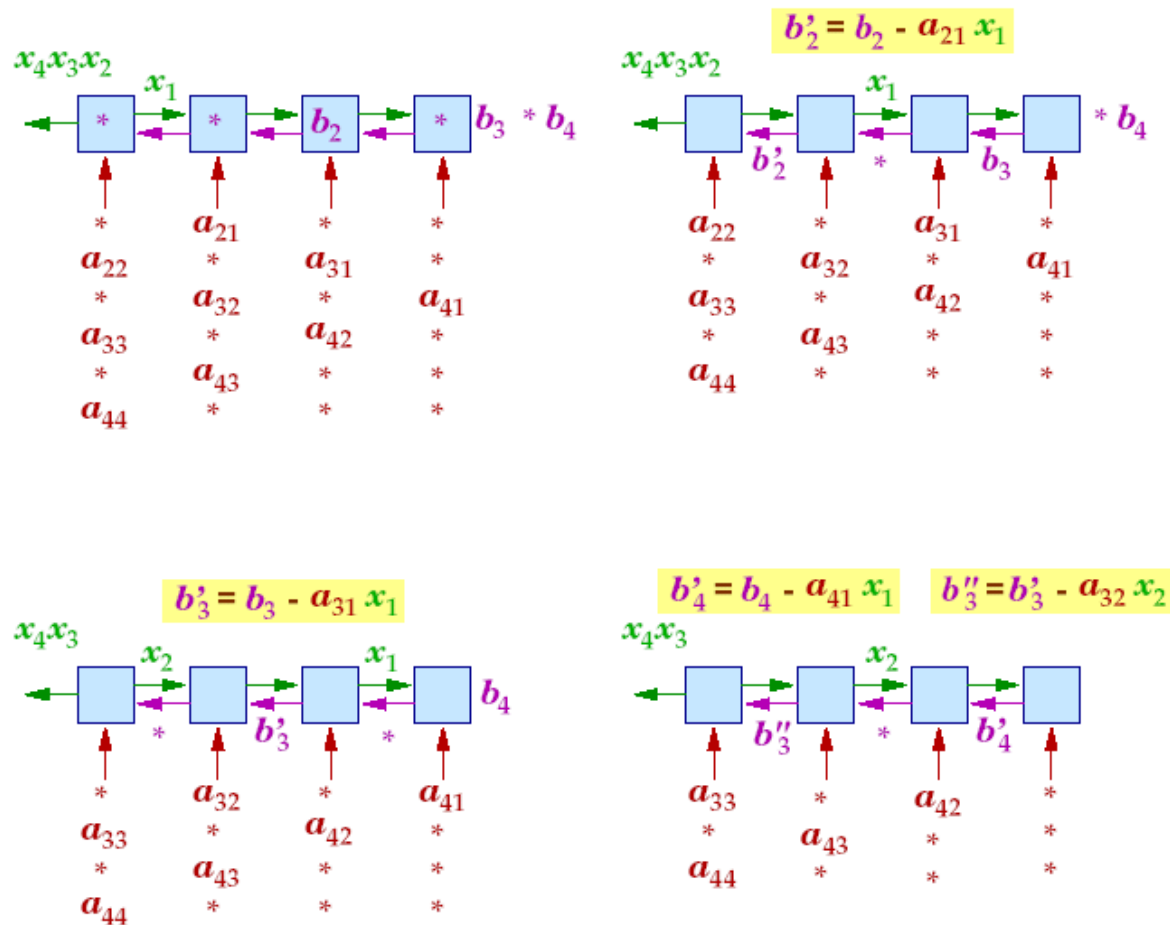 b'₂ = b₂ - a₂₁ x₁
x₄x₃x₂ x₁
* * b₂ * b₃ * b₄
* a₂₁ * *
a₂₂ * a₃₁ *
* a₃₂ * a₄₁
a₃₃ * a₄₂ *
* a₄₃ * *
a₄₄ * * *
x₄x₃x₂ x₁
* b₄
b'₂ * b₃
a₂₂ * a₃₁ *
* a₃₂ * a₄₁
a₃₃ * a₄₂ *
* a₄₃ * *
a₄₄ * * *
b'₃ = b₃ - a₃₁ x₁
x₄x₃ x₂ x₁
b₄
* b'₃ *
* a₃₂ * a₄₁
a₃₃ * a₄₂ *
* a₄₃ * *
a₄₄ * * *
b'₄ = b₄ - a₄₁ x₁ b''₃ = b'₃ - a₃₂ x₂
x₄x₃ x₂
b''₃ * b'₄
a₃₃ * a₄₂ *
* a₄₃ * *
a₄₄ * * *